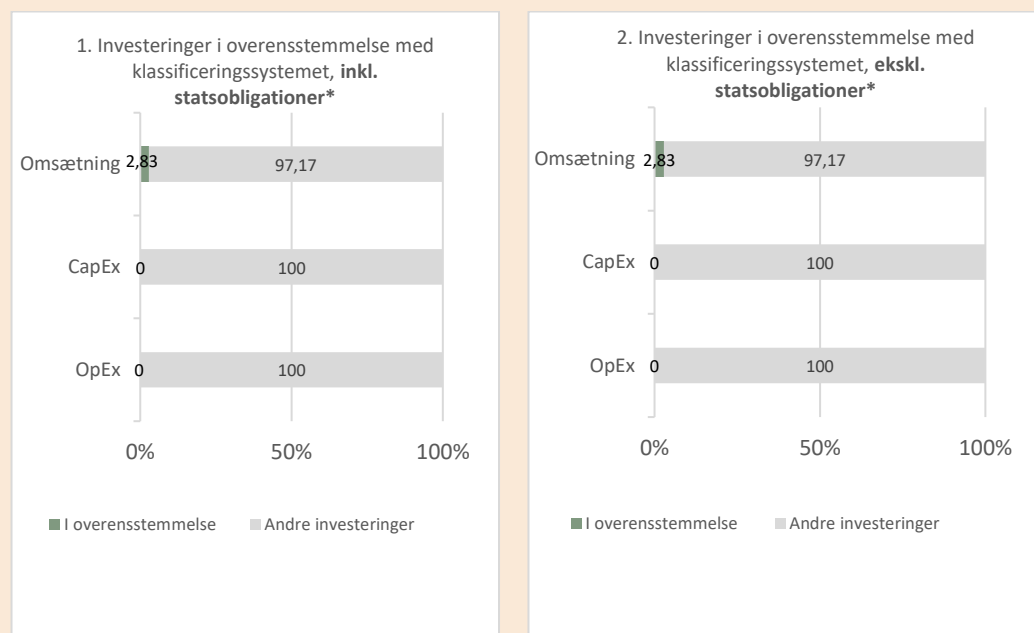 1. Investeringer i overensstemmelse med
klassificeringssystemet, inkl.
statsobligationer*
Omsætning 2,83 97,17
CapEx 0 100
OpEx 0 100
0% 50% 100%
I overensstemmelse Andre investeringer
2. Investeringer i overensstemmelse med
klassificeringssystemet, ekskl.
statsobligationer*
Omsætning 2,83 97,17
CapEx 0 100
OpEx 0 100
0% 50% 100%
I overensstemmelse Andre investeringer